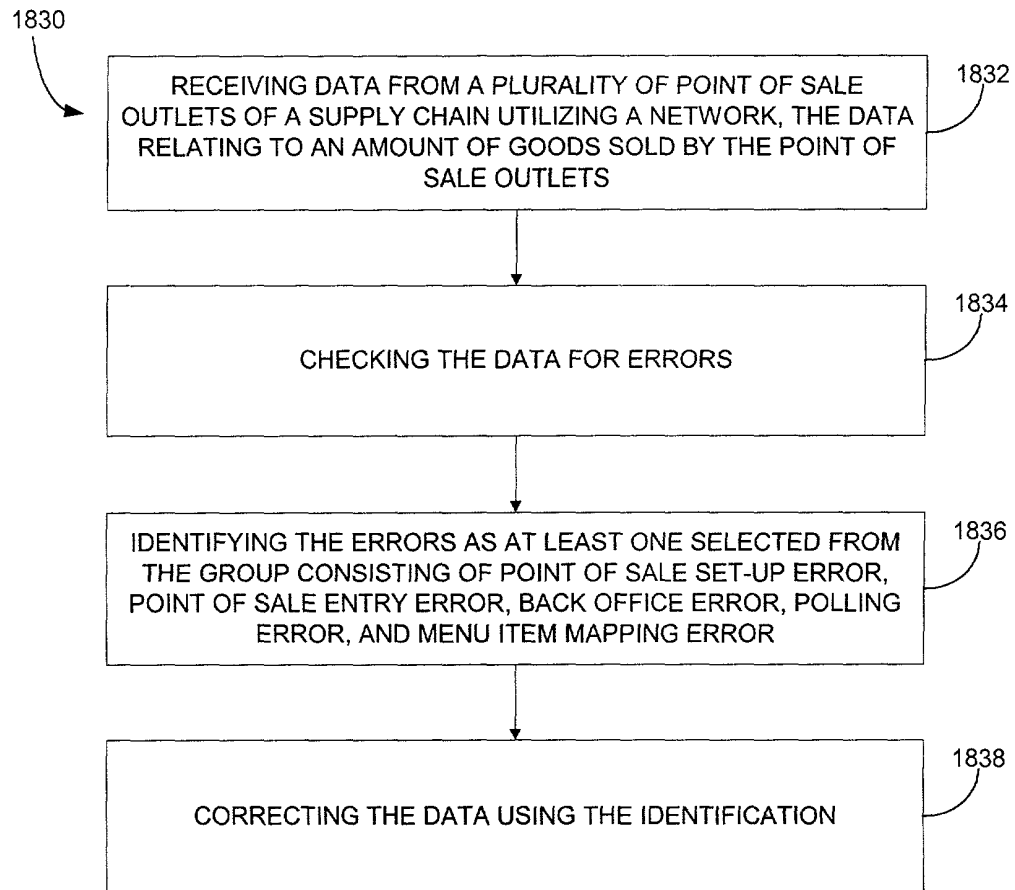 1830
RECEIVING DATA FROM A PLURALITY OF POINT OF SALE
OUTLETS OF A SUPPLY CHAIN UTILIZING A NETWORK, THE DATA
RELATING TO AN AMOUNT OF GOODS SOLD BY THE POINT OF
SALE OUTLETS
1832
CHECKING THE DATA FOR ERRORS
1834
IDENTIFYING THE ERRORS AS AT LEAST ONE SELECTED FROM
THE GROUP CONSISTING OF POINT OF SALE SET-UP ERROR,
POINT OF SALE ENTRY ERROR, BACK OFFICE ERROR, POLLING
ERROR, AND MENU ITEM MAPPING ERROR
1836
CORRECTING THE DATA USING THE IDENTIFICATION
1838